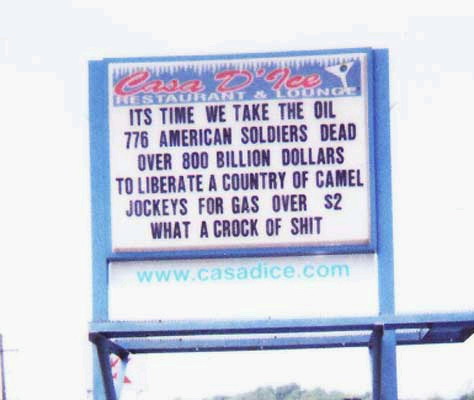 Casa D'Ice
RESTAURANT & LOUNGE
ITS TIME WE TAKE THE OIL
776 AMERICAN SOLDIERS DEAD
OVER 800 BILLION DOLLARS
TO LIBERATE A COUNTRY OF CAMEL
JOCKEYS FOR GAS OVER $2
WHAT A CROCK OF SHIT
www.casadice.com